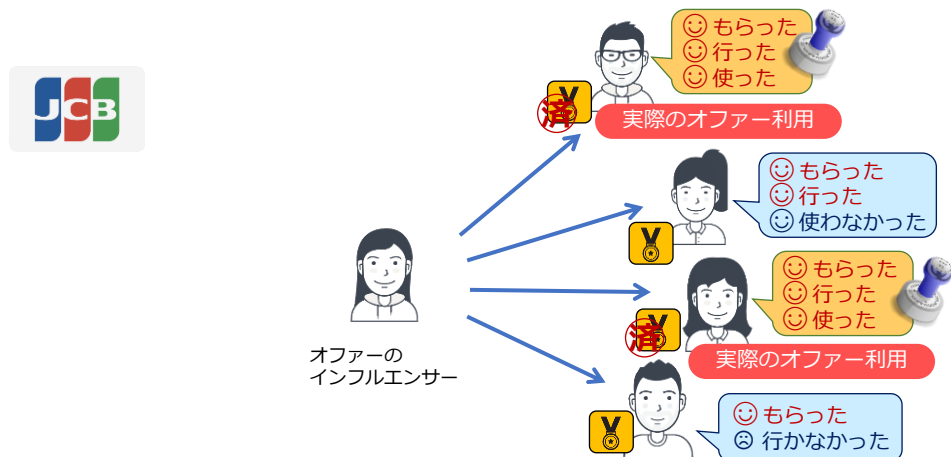 JCB
もらった
行った
使った
済
実際のオファー利用
もらった
行った
使わなかった
もらった
行った
使った
済
実際のオファー利用
オファーの
インフルエンサー
もらった
行かなかった